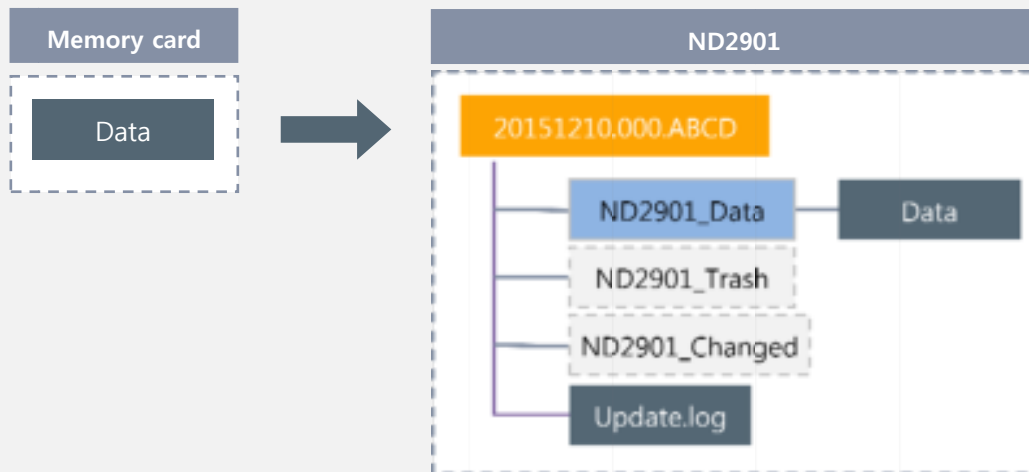 Memory card
Data
ND2901
20151210.000.ABCD
ND2901_Data
Data
ND2901_Trash
ND2901_Changed
Update.log